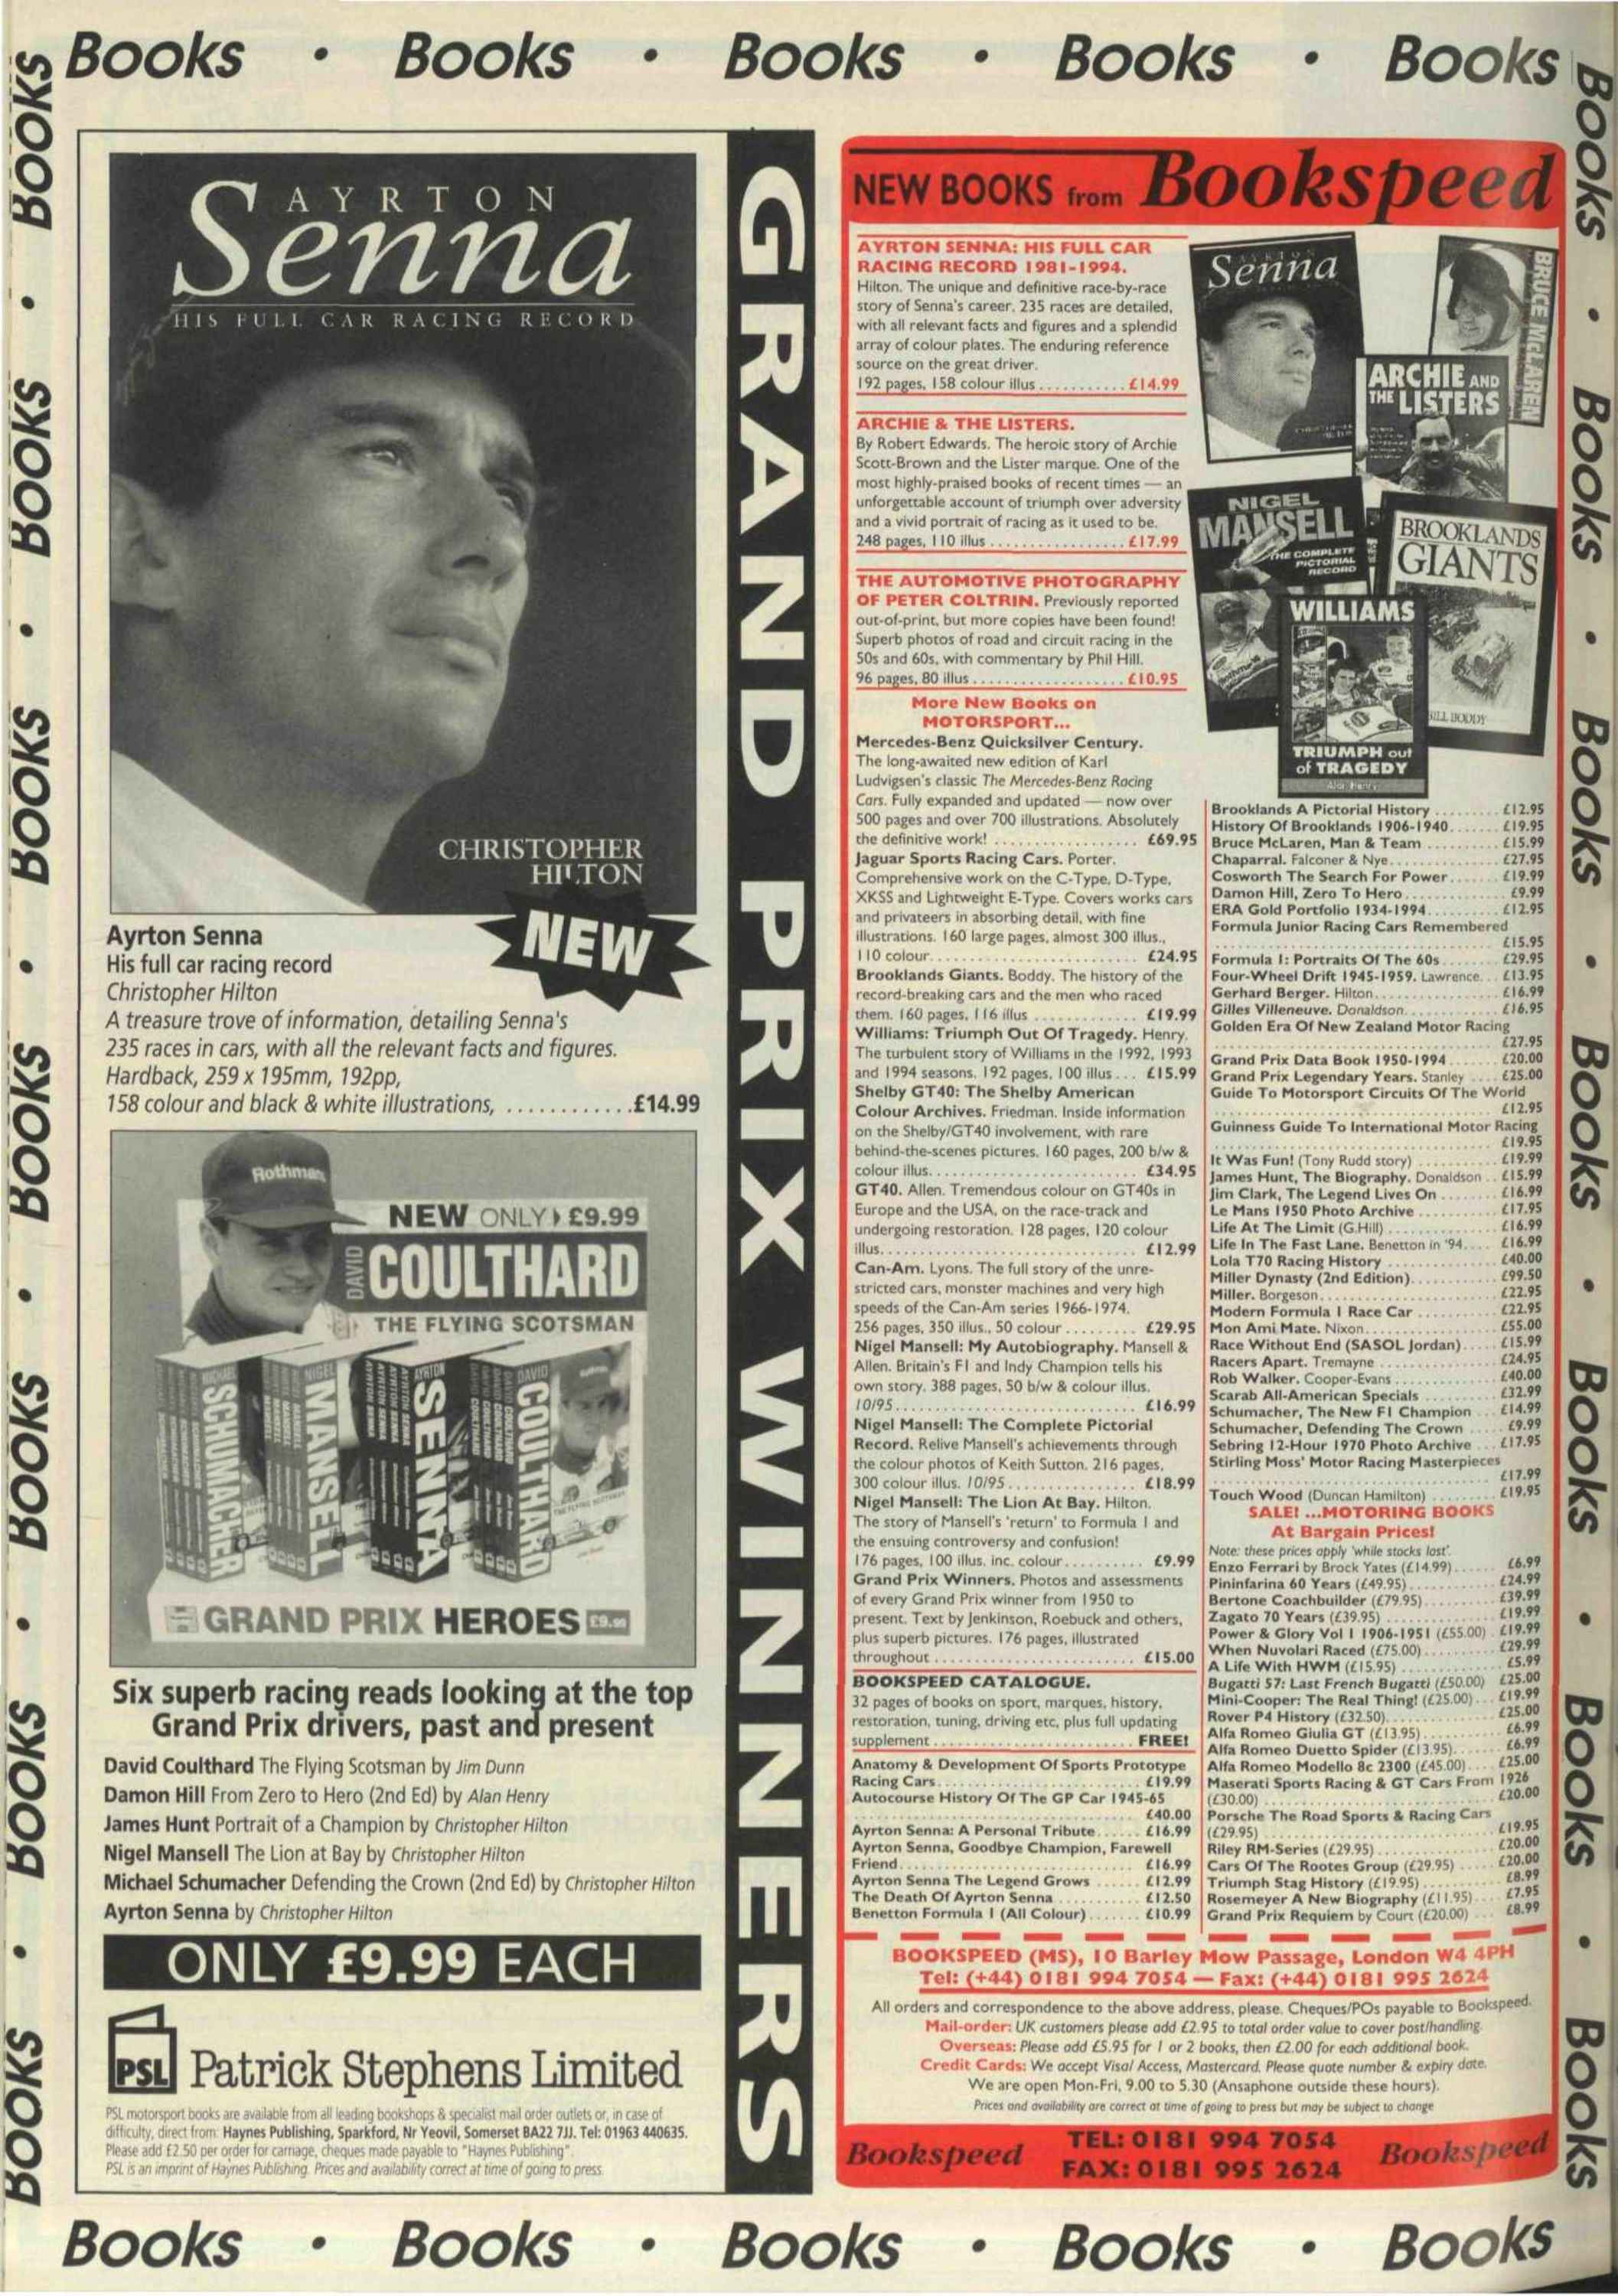 Books • Books • Books • Books • Books
Books • Books • Books • Books • Books • Books • Books
AYRTON
Senna
HIS FULL CAR RACING RECORD
CHRISTOPHER
HILTON
NEW
Ayrton Senna
His full car racing record
Christopher Hilton
A treasure trove of information, detailing Senna's
235 races in cars, with all the relevant facts and figures.
Hardback, 259 x 195mm, 192pp,
158 colour and black & white illustrations, ............£14.99
Rothmans
NEW ONLY £9.99
DAVID
COULTHARD
THE FLYING SCOTSMAN
MICHAEL
SCHUMACHER
NIGEL
MANSELL
AYRTON
SENNA
DAVID
COULTHARD
GRAND PRIX HEROES £9.99
Six superb racing reads looking at the top
Grand Prix drivers, past and present
David Coulthard The Flying Scotsman by Jim Dunn
Damon Hill From Zero to Hero (2nd Ed) by Alan Henry
James Hunt Portrait of a Champion by Christopher Hilton
Nigel Mansell The Lion at Bay by Christopher Hilton
Michael Schumacher Defending the Crown (2nd Ed) by Christopher Hilton
Ayrton Senna by Christopher Hilton
ONLY £9.99 EACH
PSL Patrick Stephens Limited
PSL motorsport books are available from all leading bookshops & specialist mail order outlets or, in case of
difficulty, direct from: Haynes Publishing, Sparkford, Nr Yeovil, Somerset BA22 7JJ. Tel: 01963 440635.
Please add £2.50 per order for carriage, cheques made payable to "Haynes Publishing".
PSL is an imprint of Haynes Publishing. Prices and availability correct at time of going to press.
GRAND PRIX WINNERS
NEW BOOKS from Bookspeed
AYRTON SENNA: HIS FULL CAR
RACING RECORD 1981-1994.
Hilton. The unique and definitive race-by-race
story of Senna's career. 235 races are detailed,
with all relevant facts and figures and a splendid
array of colour plates. The enduring reference
source on the great driver.
192 pages, 158 colour illus........... £14.99
ARCHIE & THE LISTERS.
By Robert Edwards. The heroic story of Archie
Scott-Brown and the Lister marque. One of the
most highly-praised books of recent times — an
unforgettable account of triumph over adversity
and a vivid portrait of racing as it used to be.
248 pages, 110 illus ................. £17.99
THE AUTOMOTIVE PHOTOGRAPHY
OF PETER COLTRIN. Previously reported
out-of-print, but more copies have been found!
Superb photos of road and circuit racing in the
50s and 60s, with commentary by Phil Hill.
96 pages, 80 illus ................... £10.95
More New Books on
MOTORSPORT...
Mercedes-Benz Quicksilver Century.
The long-awaited new edition of Karl
Ludvigsen's classic The Mercedes-Benz Racing
Cars. Fully expanded and updated — now over
500 pages and over 700 illustrations. Absolutely
the definitive work! .................. £69.95
Jaguar Sports Racing Cars. Porter.
Comprehensive work on the C-Type, D-Type,
XKSS and Lightweight E-Type. Covers works cars
and privateers in absorbing detail, with fine
illustrations. 160 large pages, almost 300 illus.,
110 colour.......................... £24.95
Brooklands Giants. Boddy. The history of the
record-breaking cars and the men who raced
them. 160 pages, 116 illus ............. £19.99
Williams: Triumph Out Of Tragedy. Henry.
The turbulent story of Williams in the 1992, 1993
and 1994 seasons. 192 pages, 100 illus... £15.99
Shelby GT40: The Shelby American
Colour Archives. Friedman. Inside information
on the Shelby/GT40 involvement, with rare
behind-the-scenes pictures. 160 pages, 200 b/w &
colour illus.......................... £34.95
GT40. Allen. Tremendous colour on GT40s in
Europe and the USA, on the race-track and
undergoing restoration. 128 pages, 120 colour
illus................................ £12.99
Can-Am. Lyons. The full story of the unre-
stricted cars, monster machines and very high
speeds of the Can-Am series 1966-1974.
256 pages, 350 illus., 50 colour ......... £29.95
Nigel Mansell: My Autobiography. Mansell &
Allen. Britain's F1 and Indy Champion tells his
own story. 388 pages, 50 b/w & colour illus.
10/95............................... £16.99
Nigel Mansell: The Complete Pictorial
Record. Relive Mansell's achievements through
the colour photos of Keith Sutton. 216 pages,
300 colour illus. 10/95................ £18.99
Nigel Mansell: The Lion At Bay. Hilton.
The story of Mansell's 'return' to Formula 1 and
the ensuing controversy and confusion!
176 pages, 100 illus. inc. colour.......... £9.99
Grand Prix Winners. Photos and assessments
of every Grand Prix winner from 1950 to
present. Text by Jenkinson, Roebuck and others,
plus superb pictures. 176 pages, illustrated
throughout ......................... £15.00
BOOKSPEED CATALOGUE.
32 pages of books on sport, marques, history,
restoration, tuning, driving etc, plus full updating
supplement ......................... FREE!
Anatomy & Development Of Sports Prototype
Racing Cars......................... £19.99
Autocourse History Of The GP Car 1945-65
................................... £40.00
Ayrton Senna: A Personal Tribute...... £16.99
Ayrton Senna, Goodbye Champion, Farewell
Friend............................. £16.99
Ayrton Senna The Legend Grows ...... £12.99
The Death Of Ayrton Senna .......... £12.50
Benetton Formula 1 (All Colour) ....... £10.99
Senna
BRUCE MCLAREN
ARCHIE AND
THE LISTERS
NIGEL
MANSELL
THE COMPLETE
PICTORIAL
RECORD
BROOKLANDS
GIANTS
BILL BODDY
WILLIAMS
TRIUMPH out
of TRAGEDY
Alan Henry
Brooklands A Pictorial History ......... £12.95
History Of Brooklands 1906-1940....... £19.95
Bruce McLaren, Man & Team .......... £15.99
Chaparral. Falconer & Nye............. £27.95
Cosworth The Search For Power....... £19.99
Damon Hill, Zero To Hero............. £9.99
ERA Gold Portfolio 1934-1994.......... £12.95
Formula Junior Racing Cars Remembered
................................... £15.95
Formula 1: Portraits Of The 60s........ £29.95
Four-Wheel Drift 1945-1959. Lawrence... £13.95
Gerhard Berger. Hilton................ £16.99
Gilles Villeneuve. Donaldson............ £16.95
Golden Era Of New Zealand Motor Racing
................................... £27.95
Grand Prix Data Book 1950-1994 ...... £20.00
Grand Prix Legendary Years. Stanley .... £25.00
Guide To Motorsport Circuits Of The World
................................... £12.95
Guinness Guide To International Motor Racing
................................... £19.95
It Was Fun! (Tony Rudd story) .......... £19.99
James Hunt, The Biography. Donaldson .. £15.99
Jim Clark, The Legend Lives On ........ £16.99
Le Mans 1950 Photo Archive ........... £17.95
Life At The Limit (G.Hill) .............. £16.99
Life In The Fast Lane. Benetton in '94.... £16.99
Lola T70 Racing History .............. £40.00
Miller Dynasty (2nd Edition)........... £99.50
Miller. Borgeson..................... £22.95
Modern Formula 1 Race Car .......... £22.95
Mon Ami Mate. Nixon................. £55.00
Race Without End (SASOL Jordan)..... £15.99
Racers Apart. Tremayne .............. £24.95
Rob Walker. Cooper-Evans ............ £40.00
Scarab All-American Specials ......... £32.99
Schumacher, The New F1 Champion ... £14.99
Schumacher, Defending The Crown ..... £9.99
Sebring 12-Hour 1970 Photo Archive ... £17.95
Stirling Moss' Motor Racing Masterpieces
................................... £17.99
Touch Wood (Duncan Hamilton) ......... £19.95
SALE! ...MOTORING BOOKS
At Bargain Prices!
Note: these prices apply 'while stocks last'.
Enzo Ferrari by Brock Yates (£14.99)...... £6.99
Pininfarina 60 Years (£49.95)............ £24.99
Bertone Coachbuilder (£79.95).......... £39.99
Zagato 70 Years (£39.95) .............. £19.99
Power & Glory Vol 1 1906-1951 (£55.00) . £19.99
When Nuvolari Raced (£75.00).......... £29.99
A Life With HWM (£15.95) ............. £5.99
Bugatti 57: Last French Bugatti (£50.00) £25.00
Mini-Cooper: The Real Thing! (£25.00)... £19.99
Rover P4 History (£32.50).............. £25.00
Alfa Romeo Giulia GT (£13.95)........... £6.99
Alfa Romeo Duetto Spider (£13.95)....... £6.99
Alfa Romeo Modello 8c 2300 (£45.00).... £25.00
Maserati Sports Racing & GT Cars From 1926
(£30.00) ........................... £20.00
Porsche The Road Sports & Racing Cars
(£29.95) ........................... £19.95
Riley RM-Series (£29.95) .............. £20.00
Cars Of The Rootes Group (£29.95) ..... £20.00
Triumph Stag History (£19.95) .......... £8.99
Rosemeyer A New Biography (£11.95).... £7.95
Grand Prix Requiem by Court (£20.00) ... £8.99
BOOKSPEED (MS), 10 Barley Mow Passage, London W4 4PH
Tel: (+44) 0181 994 7054 — Fax: (+44) 0181 995 2624
All orders and correspondence to the above address, please. Cheques/POs payable to Bookspeed.
Mail-order: UK customers please add £2.95 to total order value to cover post/handling.
Overseas: Please add £5.95 for 1 or 2 books, then £2.00 for each additional book.
Credit Cards: We accept Visa/ Access, Mastercard. Please quote number & expiry date.
We are open Mon-Fri, 9.00 to 5.30 (Ansaphone outside these hours).
Prices and availability are correct at time of going to press but may be subject to change
Bookspeed
TEL: 0181 994 7054
FAX: 0181 995 2624
Bookspeed
Books • Books • Books • Books • Books • Books • Books
Books • Books • Books • Books • Books